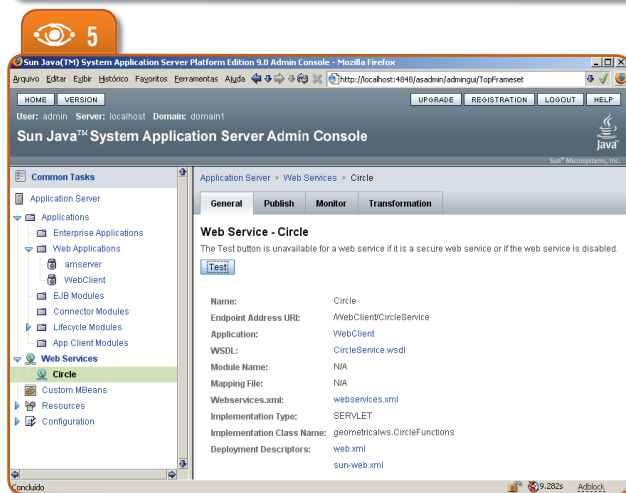 5
Sun Java(TM) System Application Server Platform Edition 9.0 Admin Console - Mozilla Firefox
Arquivo Editar Exibir Histórico Favoritos Ferramentas Ajuda http://localhost:4848/asadmin/admingui/TopFrameset
HOME VERSION UPGRADE REGISTRATION LOGOUT HELP
User: admin Server: localhost Domain: domain1
Sun Java™ System Application Server Admin Console
Java
Sun™ Microsystems, Inc.
Common Tasks
Application Server
Applications
Enterprise Applications
Web Applications
amserver
WebClient
EJB Modules
Connector Modules
Lifecycle Modules
App Client Modules
Web Services
Circle
Custom MBeans
Resources
Configuration
Application Server > Web Services > Circle
General Publish Monitor Transformation
Web Service - Circle
The Test button is unavailable for a web service if it is a secure web service or if the web service is disabled.
Test
Name: Circle
Endpoint Address URI: /WebClient/CircleService
Application: WebClient
WSDL: CircleService.wsdl
Module Name: N/A
Mapping File: N/A
Webservices.xml: webservices.xml
Implementation Type: SERVLET
Implementation Class Name: geometricalws.CircleFunctions
Deployment Descriptors: web.xml
sun-web.xml
Concluído 9.282s Adblock